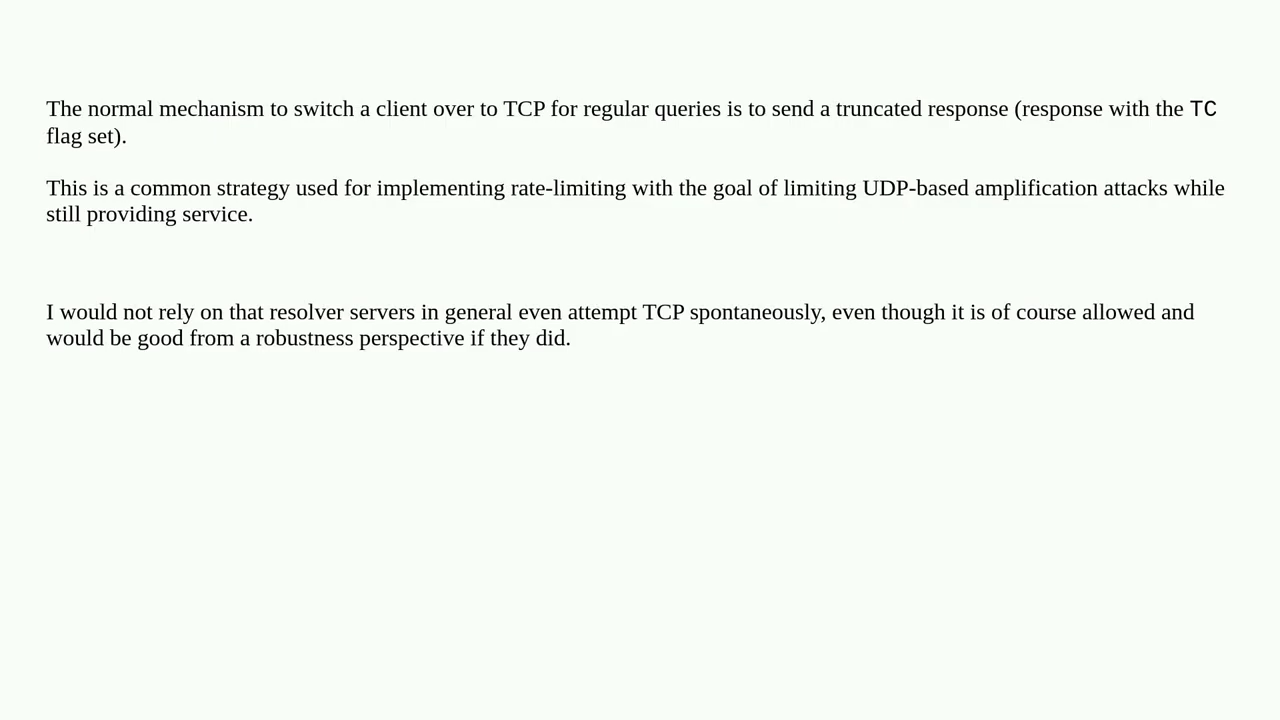 The normal mechanism to switch a client over to TCP for regular queries is to send a truncated response (response with the TC
flag set).
This is a common strategy used for implementing rate-limiting with the goal of limiting UDP-based amplification attacks while
still providing service.
I would not rely on that resolver servers in general even attempt TCP spontaneously, even though it is of course allowed and
would be good from a robustness perspective if they did.